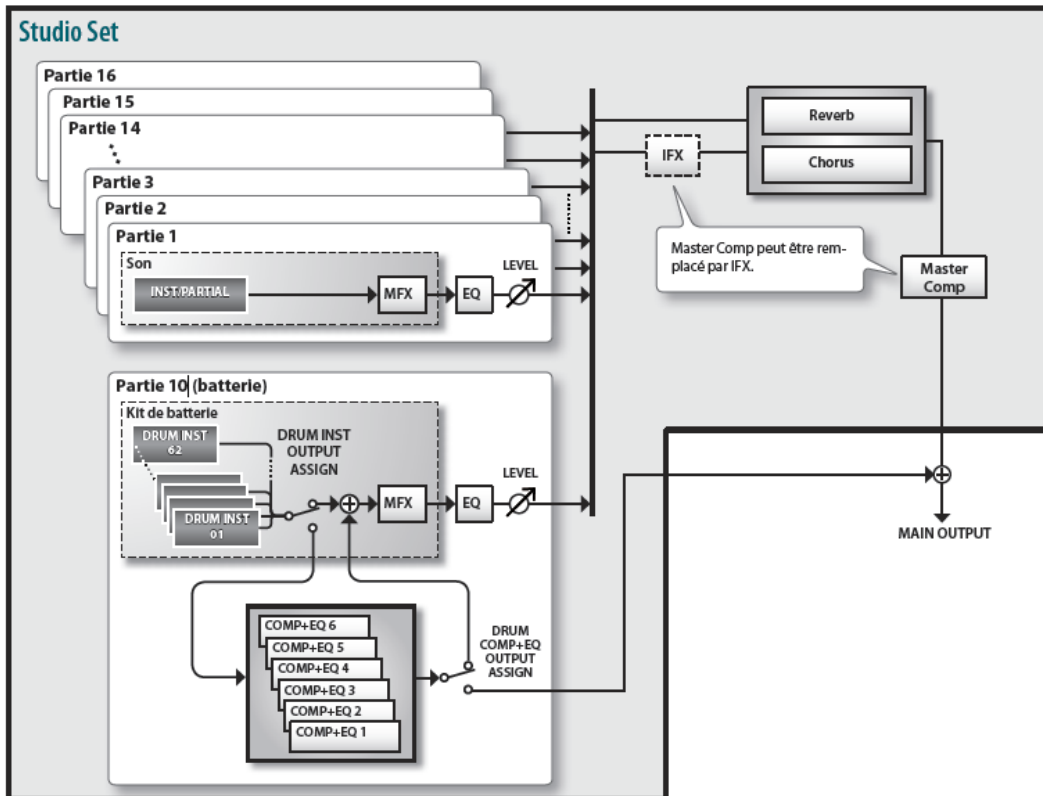 Studio Set
Partie 16
Partie 15
Partie 14
Partie 3
Partie 2
Partie 1
Son
INST/PARTIAL
MFX
EQ
LEVEL
Reverb
Chorus
IFX
Master Comp peut être rem-
placé par IFX.
Master
Comp
Partie 10 (batterie)
Kit de batterie
DRUM INST
62
DRUM INST
01
DRUM INST
OUTPUT
ASSIGN
MFX
EQ
LEVEL
MAIN OUTPUT
COMP+EQ 6
COMP+EQ 5
COMP+EQ 4
COMP+EQ 3
COMP+EQ 2
COMP+EQ 1
DRUM
COMP+EQ
OUTPUT
ASSIGN